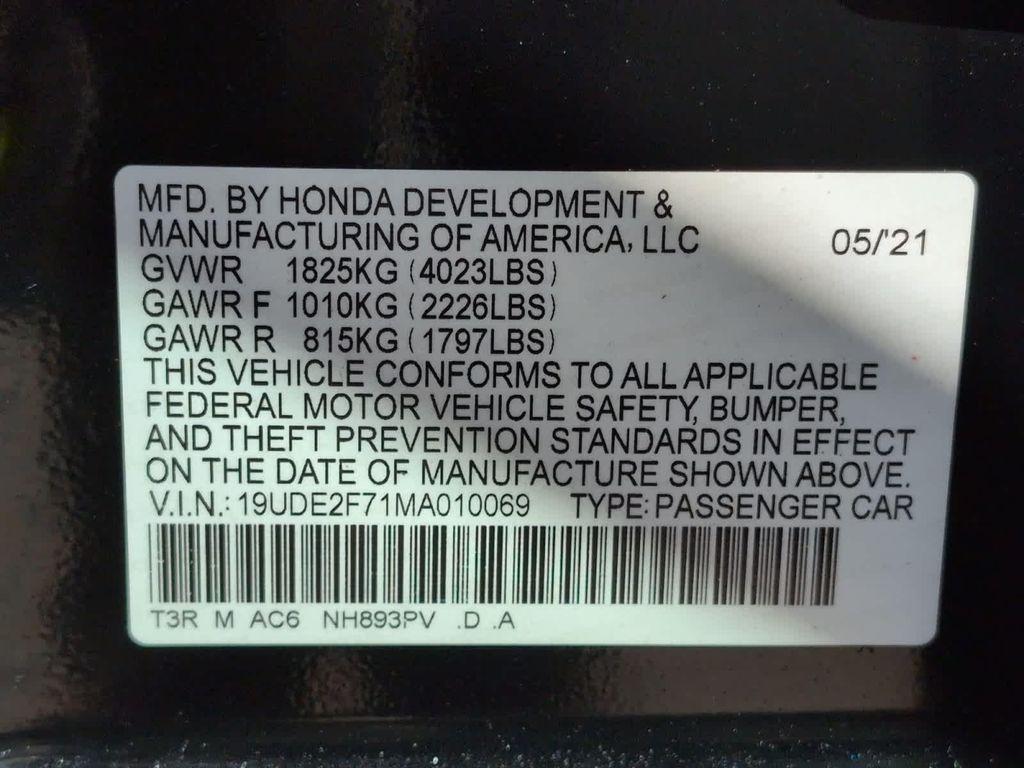 MFD. BY HONDA DEVELOPMENT &
MANUFACTURING OF AMERICA, LLC 05/'21
GVWR 1825KG (4023LBS)
GAWR F 1010KG (2226LBS)
GAWR R 815KG (1797LBS)
THIS VEHICLE CONFORMS TO ALL APPLICABLE
FEDERAL MOTOR VEHICLE SAFETY, BUMPER,
AND THEFT PREVENTION STANDARDS IN EFFECT
ON THE DATE OF MANUFACTURE SHOWN ABOVE.
V.I.N.: 19UDE2F71MA010069 TYPE: PASSENGER CAR
T3R M AC6 NH893PV .D .A